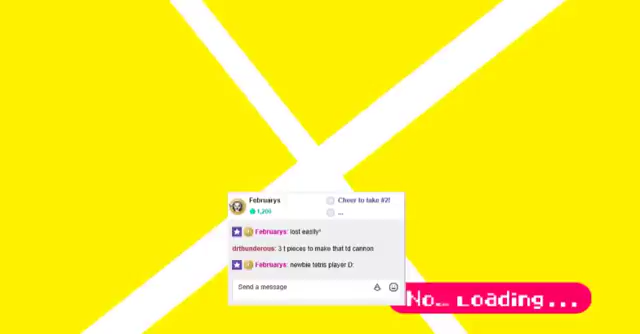 Februarys
1,200
Cheer to take #2!
...
Februarys: lost easily*
drthunderous: 3 t pieces to make that td cannon
Februarys: newbie tetris player D:
Send a message
No... Loading...